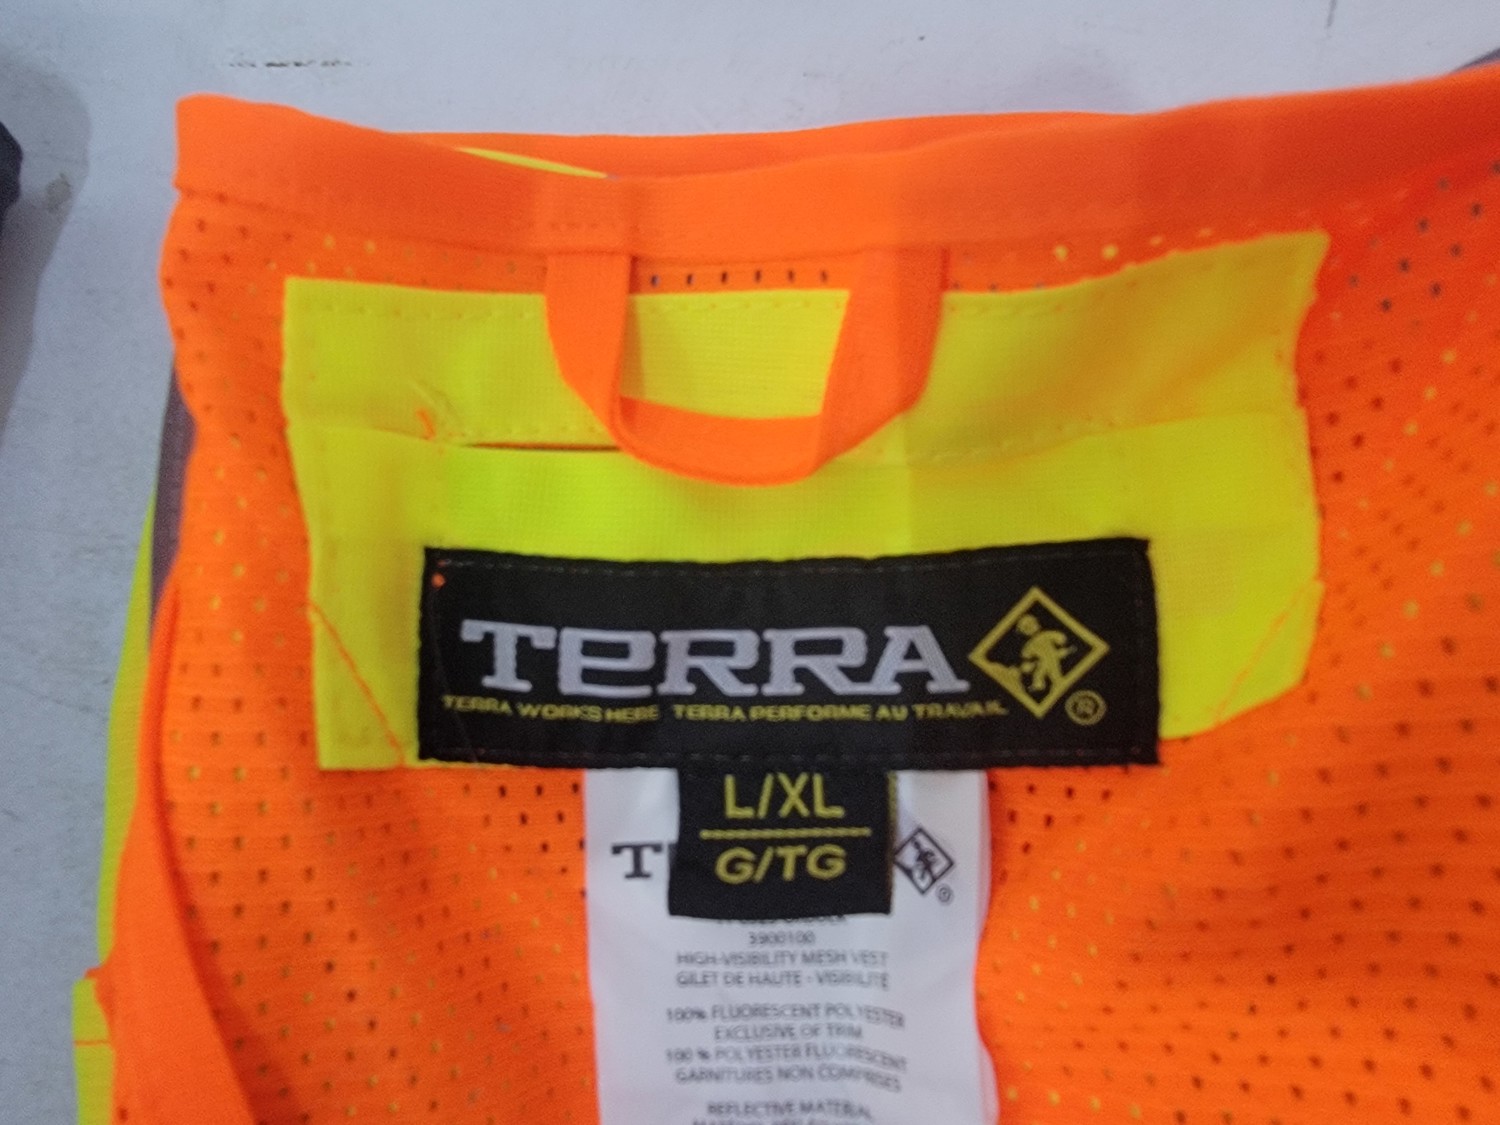 TERRA
TERRA WORKS HERE TERRA PERFORME AU TRAVAIL ®
L/XL
G/TG
T
3900100
HIGH-VISIBILITY MESH VEST
GILET DE HAUTE - VISIBILITÉ
100% FLUORESCENT POLYESTER
EXCLUSIVE OF TRIM
100 % POLYESTER FLUORESCENT
GARNITURES NON COMPRISES
REFLECTIVE MATERIAL